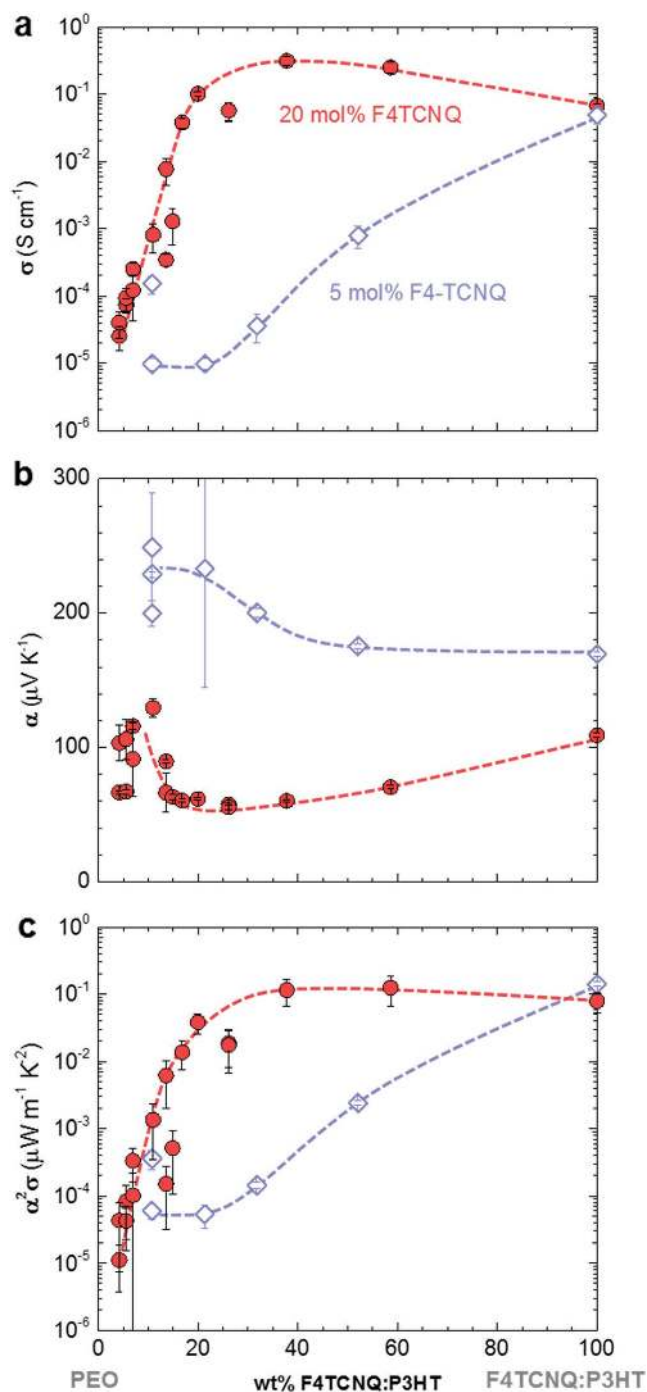 a
10⁰
10⁻¹
10⁻²
10⁻³
10⁻⁴
10⁻⁵
10⁻⁶
σ (S cm⁻¹)
20 mol% F4TCNQ
5 mol% F4-TCNQ
b
300
200
100
0
α (μV K⁻¹)
c
10⁰
10⁻¹
10⁻²
10⁻³
10⁻⁴
10⁻⁵
10⁻⁶
α²σ (μW m⁻¹ K⁻²)
0 20 40 60 80 100
PEO wt% F4TCNQ:P3HT F4TCNQ:P3HT